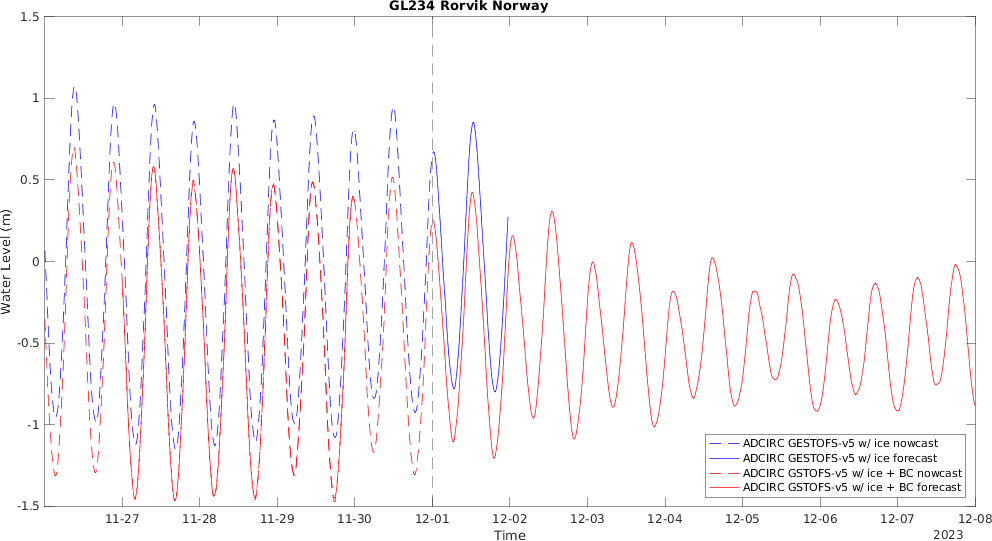 GL234 Rorvik Norway
1.5
1
0.5
0
-0.5
-1
-1.5
Water Level (m)
11-27 11-28 11-29 11-30 12-01 12-02 12-03 12-04 12-05 12-06 12-07 12-08
Time
2023
ADCIRC GESTOFS-v5 w/ ice nowcast
ADCIRC GESTOFS-v5 w/ ice forecast
ADCIRC GSTOFS-v5 w/ ice + BC nowcast
ADCIRC GSTOFS-v5 w/ ice + BC forecast